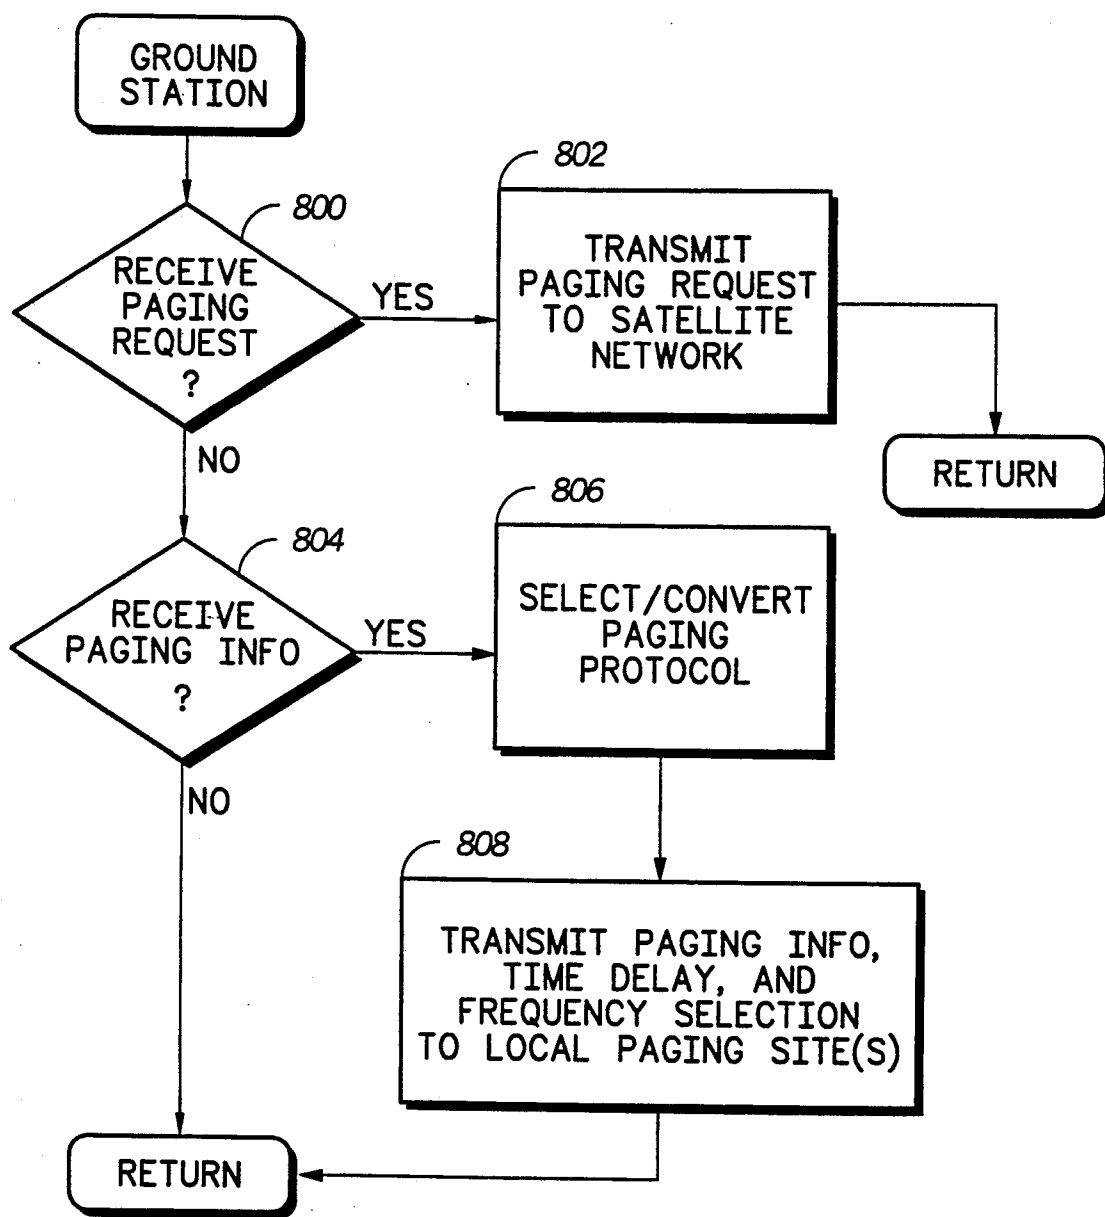 GROUND
STATION
800
RECEIVE
PAGING
REQUEST
?
YES
802
TRANSMIT
PAGING REQUEST
TO SATELLITE
NETWORK
RETURN
NO
804
RECEIVE
PAGING INFO
?
YES
806
SELECT/CONVERT
PAGING
PROTOCOL
NO
808
TRANSMIT PAGING INFO,
TIME DELAY, AND
FREQUENCY SELECTION
TO LOCAL PAGING SITE(S)
RETURN